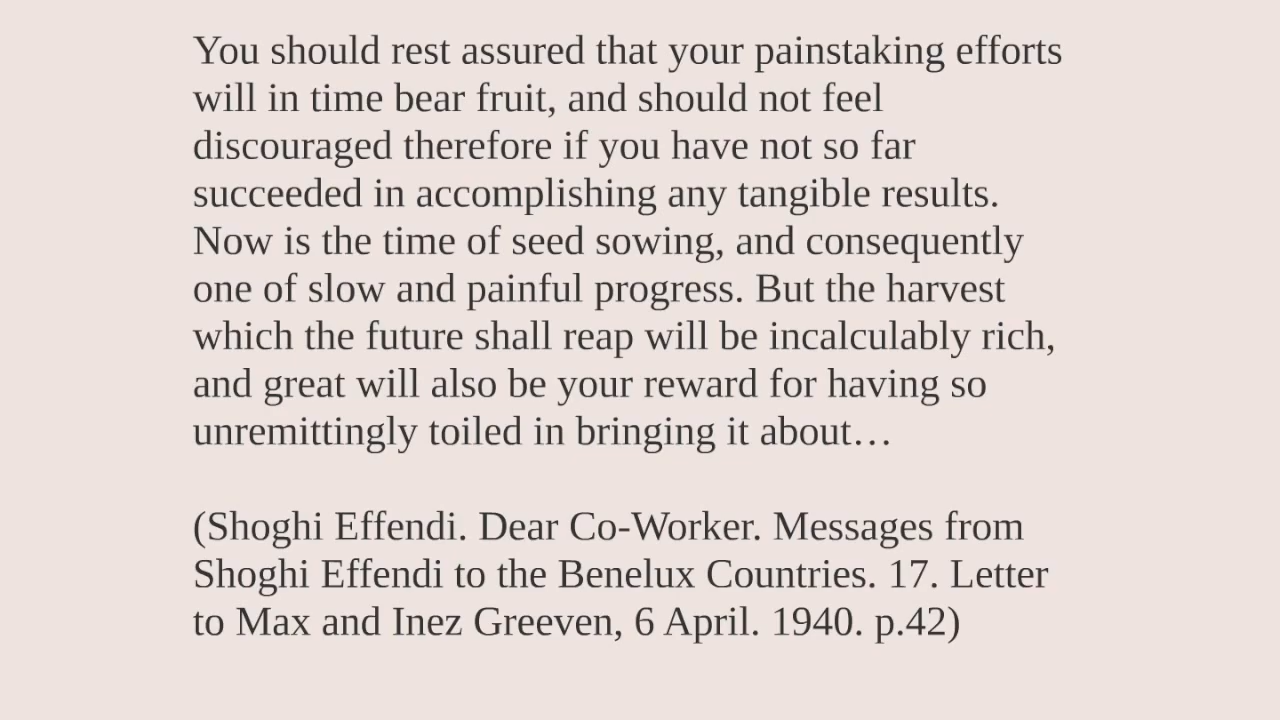 You should rest assured that your painstaking efforts
will in time bear fruit, and should not feel
discouraged therefore if you have not so far
succeeded in accomplishing any tangible results.
Now is the time of seed sowing, and consequently
one of slow and painful progress. But the harvest
which the future shall reap will be incalculably rich,
and great will also be your reward for having so
unremittingly toiled in bringing it about…
(Shoghi Effendi. Dear Co-Worker. Messages from
Shoghi Effendi to the Benelux Countries. 17. Letter
to Max and Inez Greeven, 6 April. 1940. p.42)